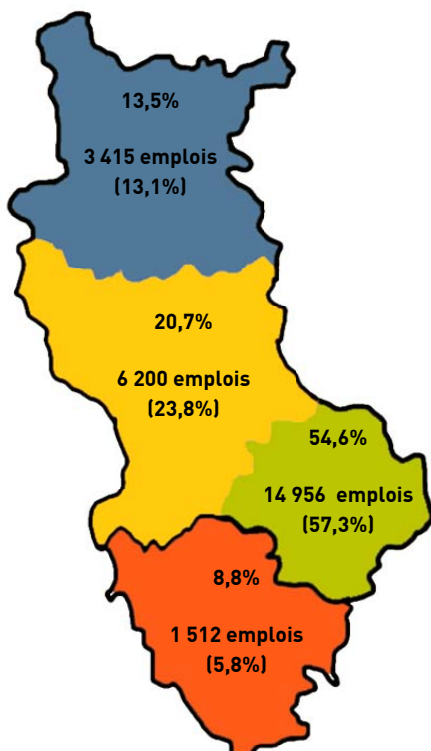 13,5%
3 415 emplois
(13,1%)
20,7%
6 200 emplois
(23,8%)
54,6%
14 956 emplois
(57,3%)
8,8%
1 512 emplois
(5,8%)